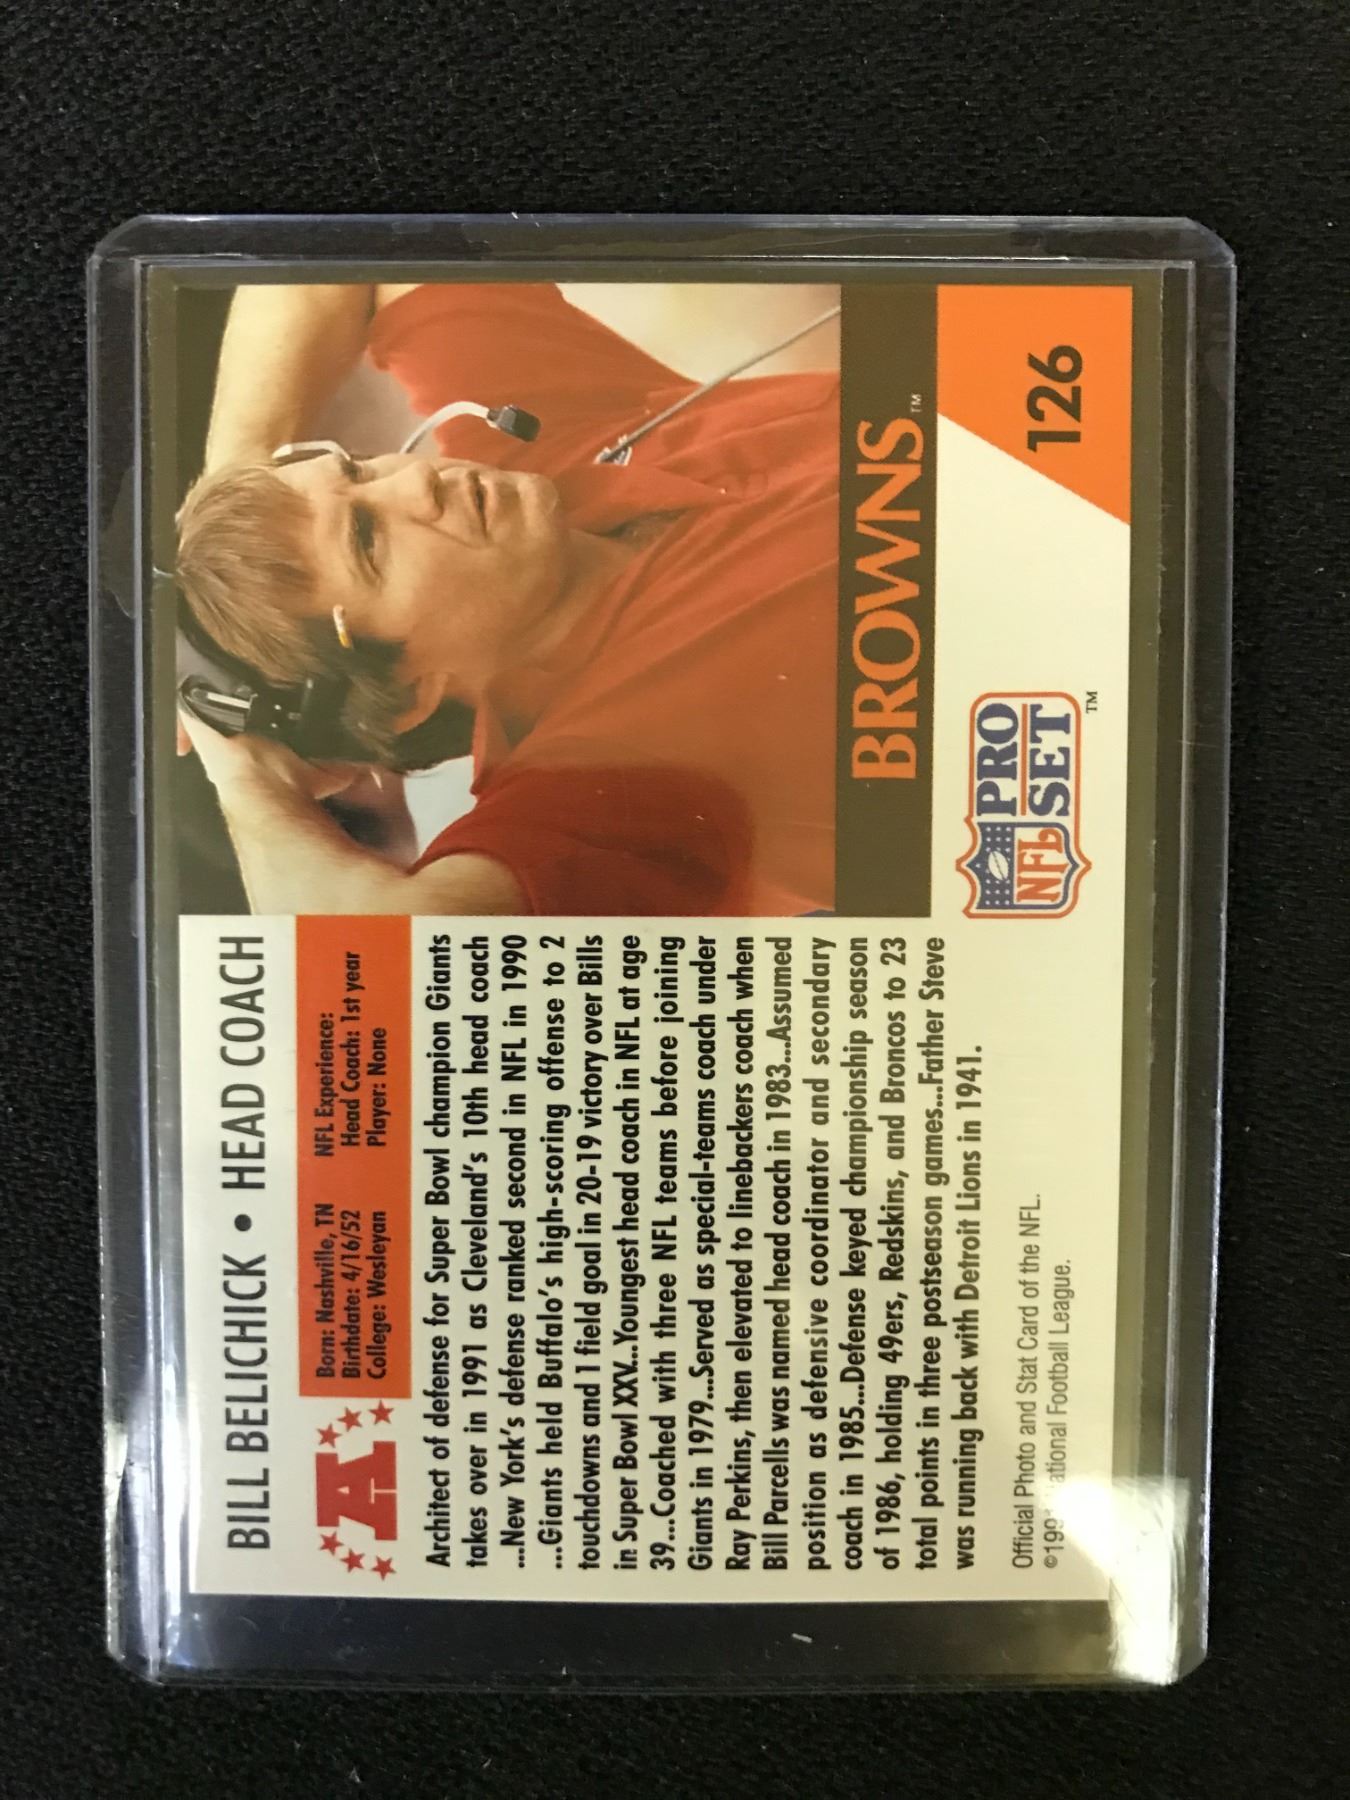 BILL BELICHICK • HEAD COACH
A
Born: Nashville, TN
Birthdate: 4/16/52
College: Wesleyan
NFL Experience:
Head Coach: 1st year
Player: None
Architect of defense for Super Bowl champion Giants
takes over in 1991 as Cleveland's 10th head coach
...New York's defense ranked second in NFL in 1990
...Giants held Buffalo's high-scoring offense to 2
touchdowns and 1 field goal in 20-19 victory over Bills
in Super Bowl XXV...Youngest head coach in NFL at age
39...Coached with three NFL teams before joining
Giants in 1979...Served as special-teams coach under
Ray Perkins, then elevated to linebackers coach when
Bill Parcells was named head coach in 1983...Assumed
position as defensive coordinator and secondary
coach in 1985...Defense keyed championship season
of 1986, holding 49ers, Redskins, and Broncos to 23
total points in three postseason games...Father Steve
was running back with Detroit Lions in 1941.
Official Photo and Stat Card of the NFL.
Football League.
BROWNS™
NFL PRO SET™
126